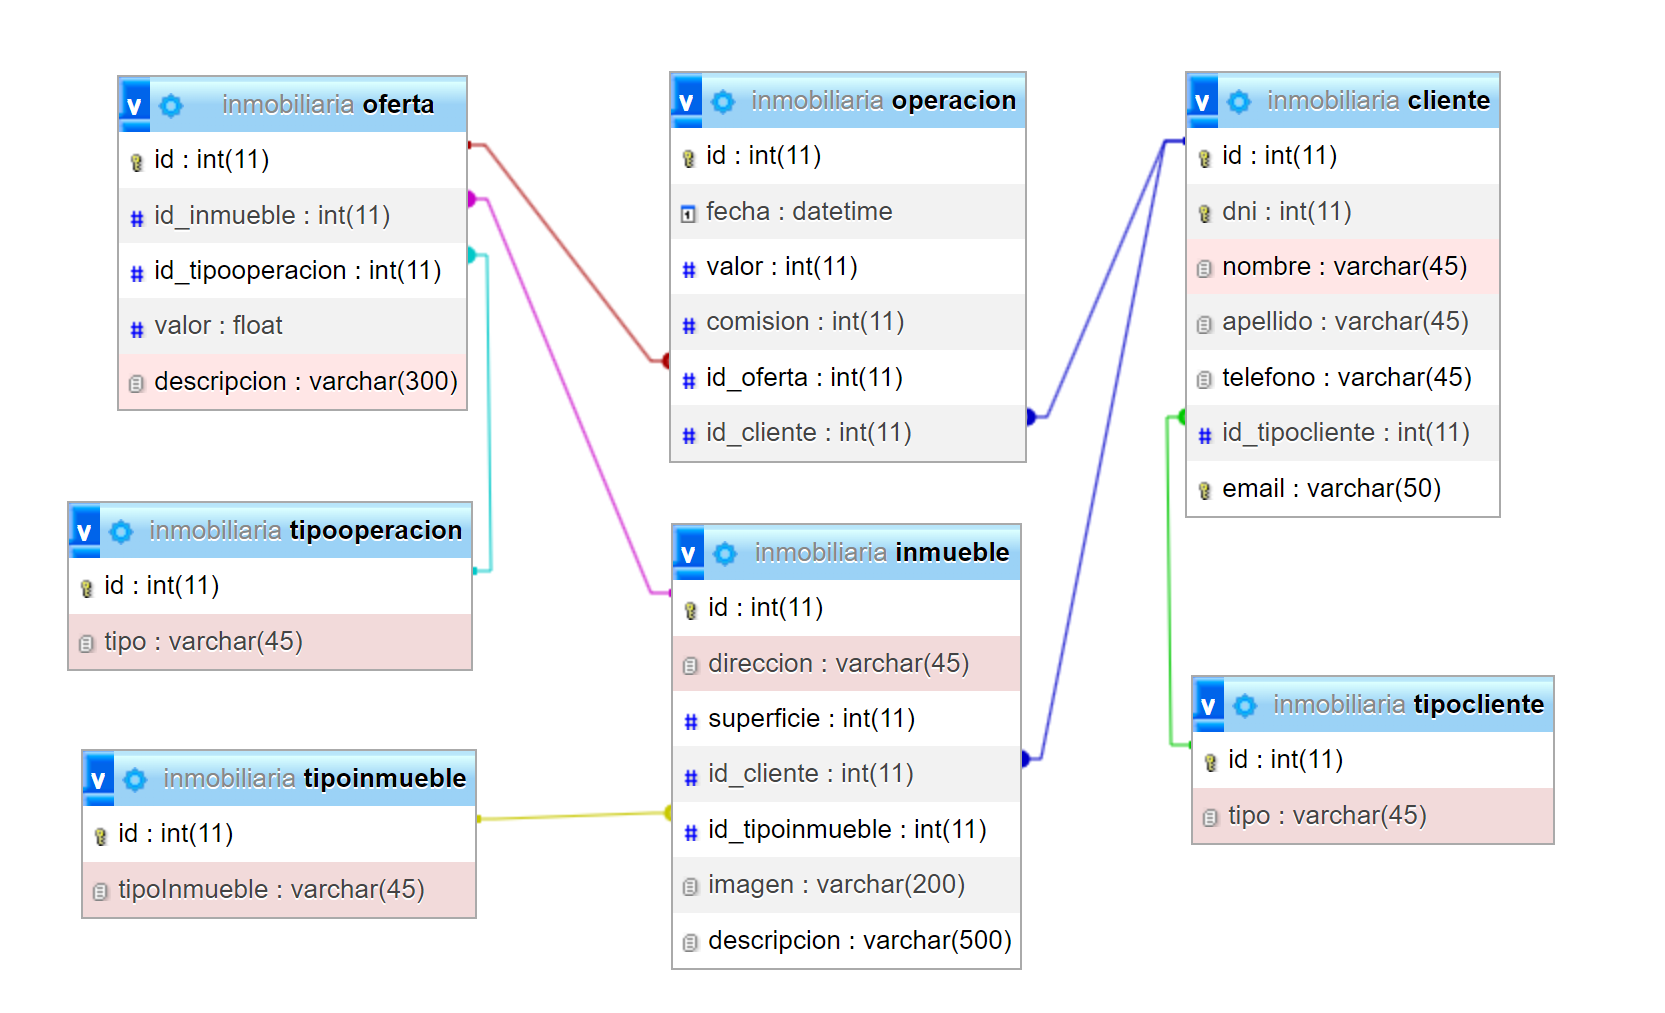 v inmobiliaria oferta
id : int(11)
id_inmueble : int(11)
id_tipooperacion : int(11)
valor : float
descripcion : varchar(300)
v inmobiliaria operacion
id : int(11)
fecha : datetime
valor : int(11)
comision : int(11)
id_oferta : int(11)
id_cliente : int(11)
v inmobiliaria cliente
id : int(11)
dni : int(11)
nombre : varchar(45)
apellido : varchar(45)
telefono : varchar(45)
id_tipocliente : int(11)
email : varchar(50)
v inmobiliaria tipooperacion
id : int(11)
tipo : varchar(45)
v inmobiliaria inmueble
id : int(11)
direccion : varchar(45)
superficie : int(11)
id_cliente : int(11)
id_tipoinmueble : int(11)
imagen : varchar(200)
descripcion : varchar(500)
v inmobiliaria tipocliente
id : int(11)
tipo : varchar(45)
v inmobiliaria tipoinmueble
id : int(11)
tipoInmueble : varchar(45)